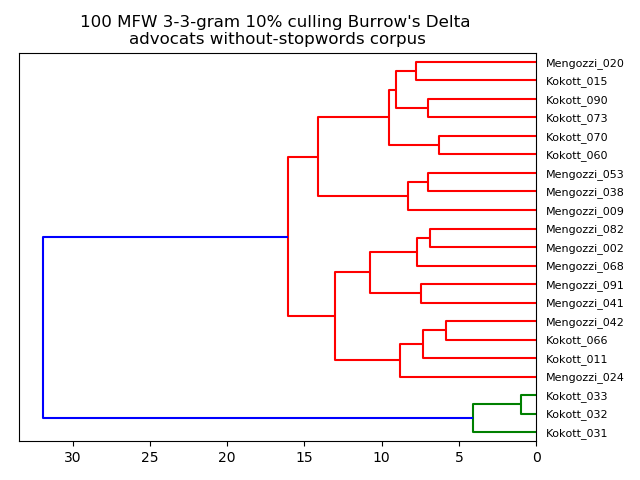 100 MFW 3-3-gram 10% culling Burrow's Delta
advocats without-stopwords corpus
Mengozzi_020
Kokott_015
Kokott_090
Kokott_073
Kokott_070
Kokott_060
Mengozzi_053
Mengozzi_038
Mengozzi_009
Mengozzi_082
Mengozzi_002
Mengozzi_068
Mengozzi_091
Mengozzi_041
Mengozzi_042
Kokott_066
Kokott_011
Mengozzi_024
Kokott_033
Kokott_032
Kokott_031
30 25 20 15 10 5 0